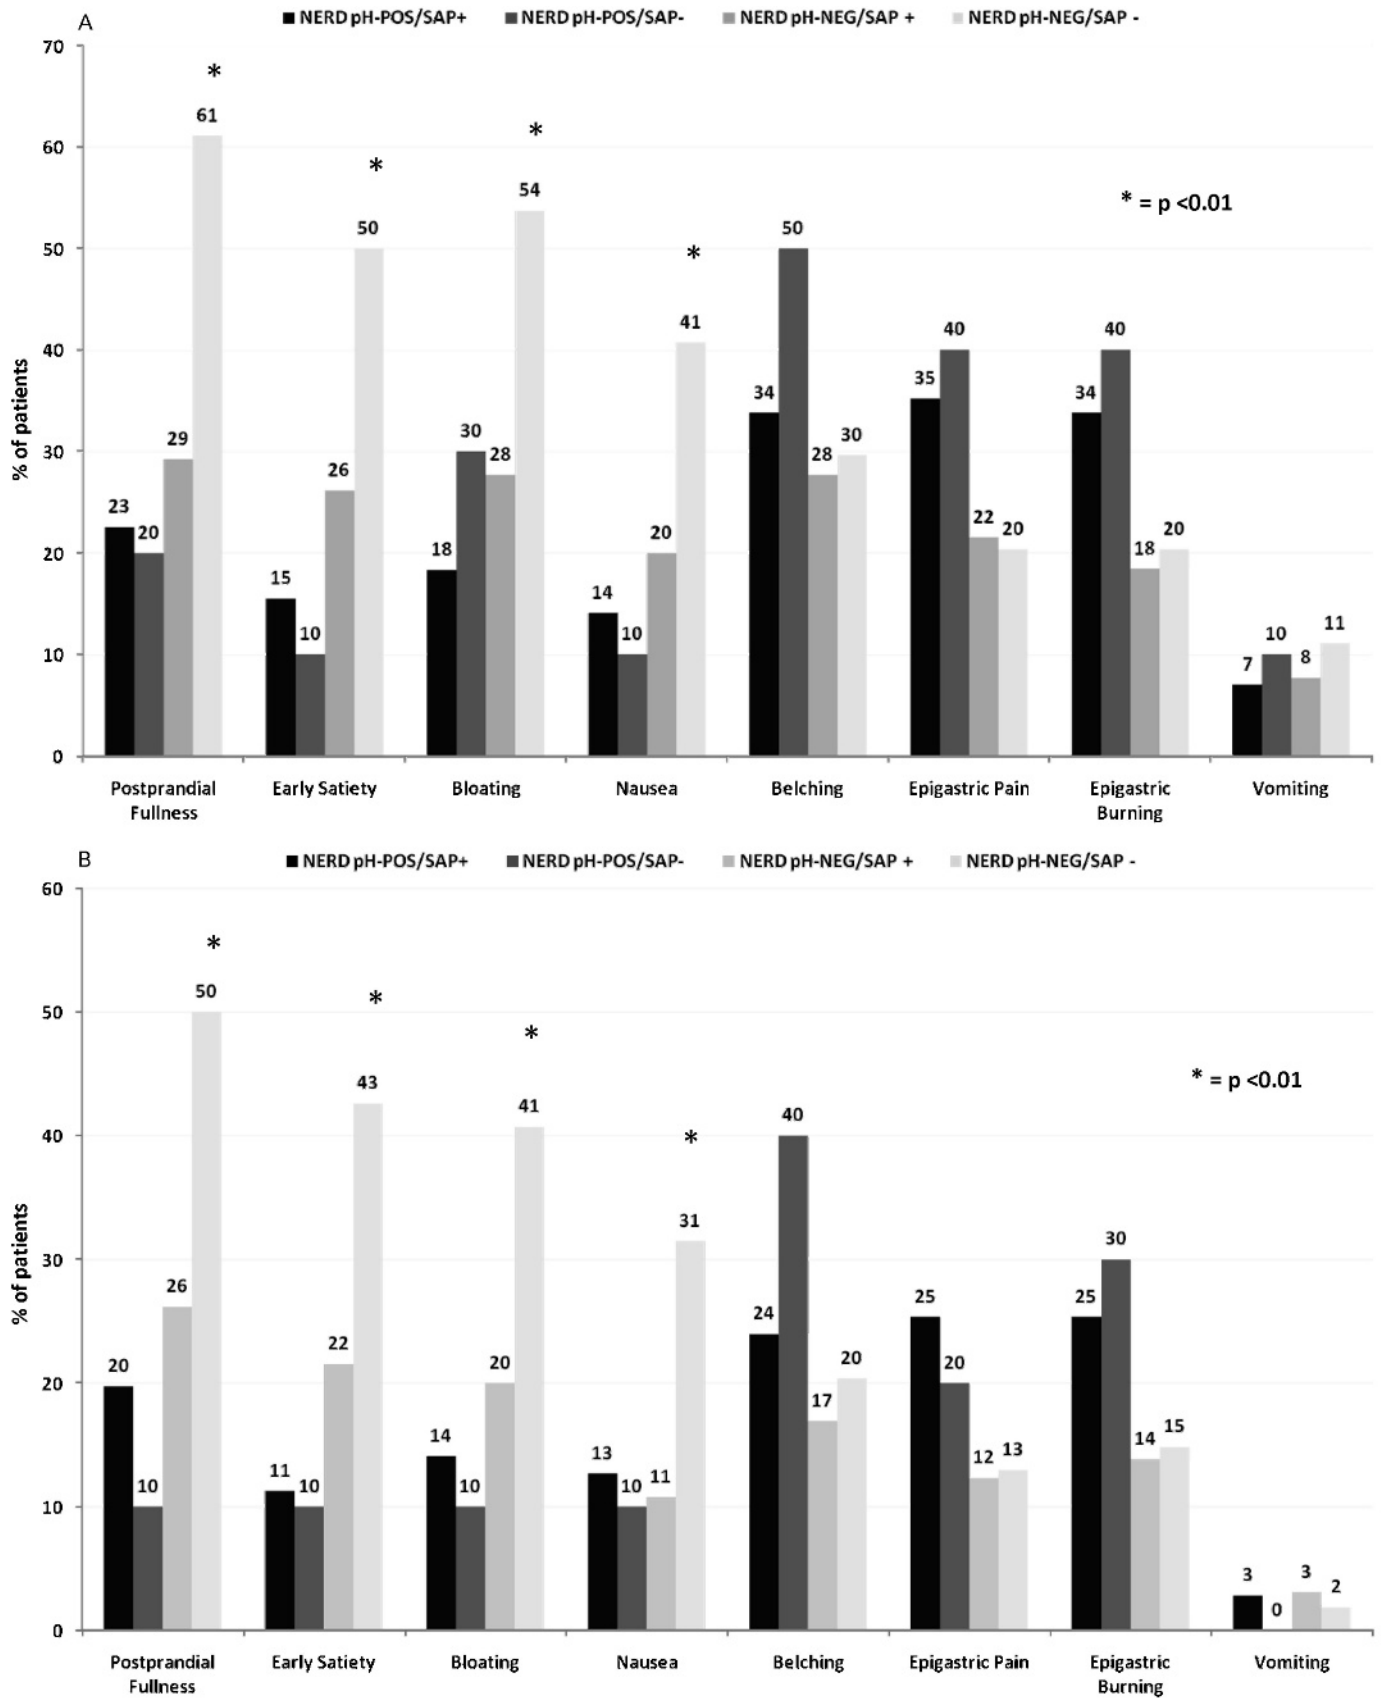 A
NERD pH-POS/SAP+ NERD pH-POS/SAP- NERD pH-NEG/SAP + NERD pH-NEG/SAP -
% of patients
70
60
50
40
30
20
10
0
* = p <0.01
23 20 29 61 *
15 10 26 50 *
18 30 28 54 *
14 10 20 41 *
34 50 28 30
35 40 22 20
34 40 18 20
7 10 8 11
Postprandial Fullness
Early Satiety
Bloating
Nausea
Belching
Epigastric Pain
Epigastric Burning
Vomiting
B
NERD pH-POS/SAP+ NERD pH-POS/SAP- NERD pH-NEG/SAP + NERD pH-NEG/SAP -
% of patients
60
50
40
30
20
10
0
* = p <0.01
20 10 26 50 *
11 10 22 43 *
14 10 20 41 *
13 10 11 31 *
24 40 17 20
25 20 12 13
25 30 14 15
3 0 3 2
Postprandial Fullness
Early Satiety
Bloating
Nausea
Belching
Epigastric Pain
Epigastric Burning
Vomiting